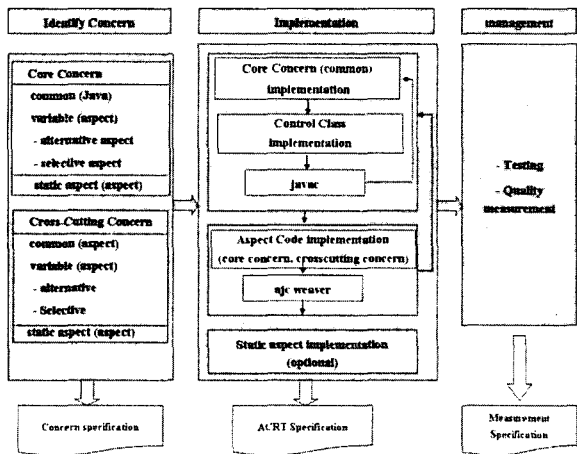 Identify Concern
Implementation
management
Core Concern
common (Java)
variable (aspect)
- alternative aspect
- selective aspect
static aspect (aspect)
Cross-Cutting Concern
common (aspect)
variable (aspect)
- alternative
- Selective
static aspect (aspect)
Core Concern (common)
implementation
Control Class
implementation
javac
Aspect Code implementation
(core concern, crosscutting concern)
ajc weaver
Static aspect implementation
(optional)
- Testing
- Quality
measurement
Concern specification
ACRT Specification
Measurement
Specification